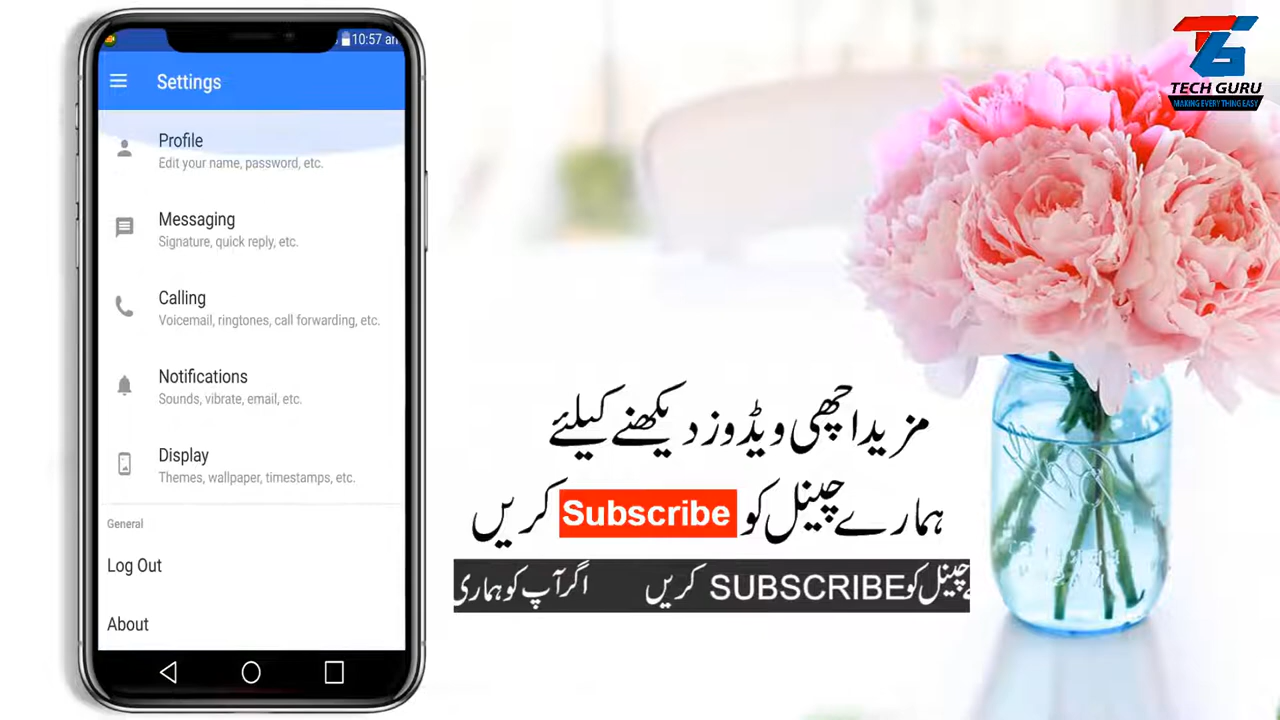 10:57 am
Settings
Profile
Edit your name, password, etc.
Messaging
Signature, quick reply, etc.
Calling
Voicemail, ringtones, call forwarding, etc.
Notifications
Sounds, vibrate, email, etc.
Display
Themes, wallpaper, timestamps, etc.
General
Log Out
About
TECH GURU
MAKING EVERYTHING EASY
مزید اچھی ویڈوز دیکھنے کیلئے
ہمارے چینل کو Subscribe کریں
چینل کو SUBSCRIBE کریں اگر آپ کو ہماری